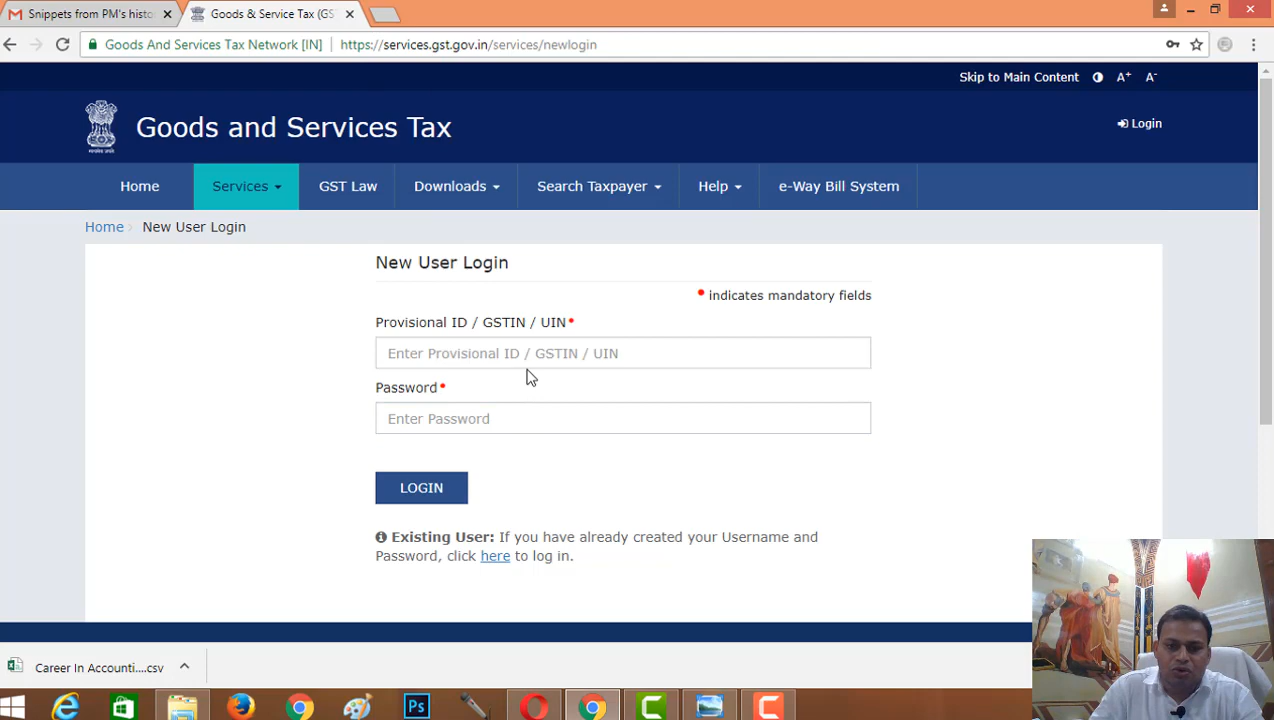 Snippets from PM's histo
Goods & Service Tax (GS
Goods And Services Tax Network [IN]
https://services.gst.gov.in/services/newlogin
Skip to Main Content
A+
A-
Goods and Services Tax
Login
Home
Services
GST Law
Downloads
Search Taxpayer
Help
e-Way Bill System
Home
New User Login
New User Login
• indicates mandatory fields
Provisional ID / GSTIN / UIN•
Enter Provisional ID / GSTIN / UIN
Password•
Enter Password
LOGIN
Existing User: If you have already created your Username and
Password, click here to log in.
Career In Accounti....csv
Ps